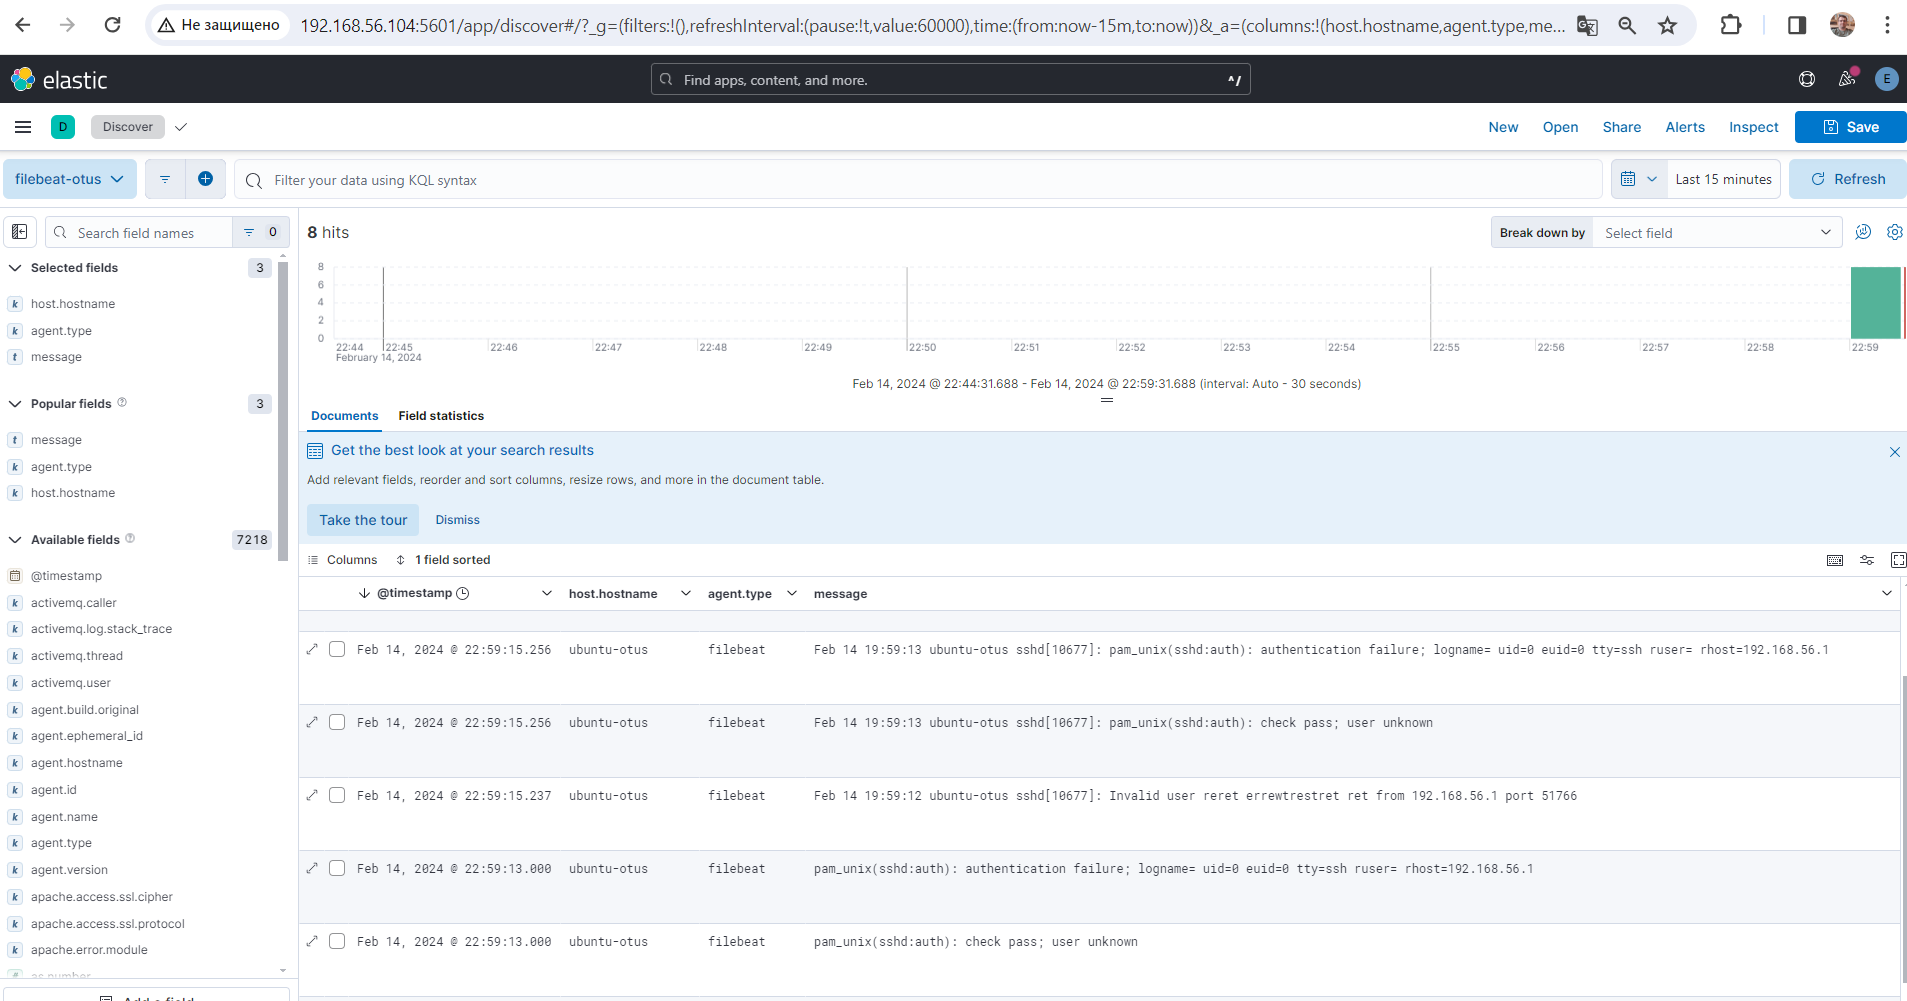 Не защищено
192.168.56.104:5601/app/discover#/?_g=(filters:!(),refreshInterval:(pause:!t,value:60000),time:(from:now-15m,to:now))&_a=(columns:!(host.hostname,agent.type,me...
elastic
Find apps, content, and more.
^/
E
D
Discover
New
Open
Share
Alerts
Inspect
Save
filebeat-otus
Filter your data using KQL syntax
Last 15 minutes
Refresh
Search field names
0
8 hits
Break down by
Select field
Selected fields
3
k host.hostname
k agent.type
t message
Popular fields
3
t message
k agent.type
k host.hostname
Available fields
7218
@timestamp
k activemq.caller
k activemq.log.stack_trace
k activemq.thread
k activemq.user
k agent.build.original
k agent.ephemeral_id
k agent.hostname
k agent.id
k agent.name
k agent.type
k agent.version
k apache.access.ssl.cipher
k apache.access.ssl.protocol
k apache.error.module
# as.number
Add a field
8
6
4
2
0
22:44 22:45 22:46 22:47 22:48 22:49 22:50 22:51 22:52 22:53 22:54 22:55 22:56 22:57 22:58 22:59
February 14, 2024
Feb 14, 2024 @ 22:44:31.688 - Feb 14, 2024 @ 22:59:31.688 (interval: Auto - 30 seconds)
Documents
Field statistics
Get the best look at your search results
Add relevant fields, reorder and sort columns, resize rows, and more in the document table.
Take the tour
Dismiss
Columns
1 field sorted
@timestamp host.hostname agent.type message
Feb 14, 2024 @ 22:59:15.256 ubuntu-otus filebeat Feb 14 19:59:13 ubuntu-otus sshd[10677]: pam_unix(sshd:auth): authentication failure; logname= uid=0 euid=0 tty=ssh ruser= rhost=192.168.56.1
Feb 14, 2024 @ 22:59:15.256 ubuntu-otus filebeat Feb 14 19:59:13 ubuntu-otus sshd[10677]: pam_unix(sshd:auth): check pass; user unknown
Feb 14, 2024 @ 22:59:15.237 ubuntu-otus filebeat Feb 14 19:59:12 ubuntu-otus sshd[10677]: Invalid user reret errewtrestret ret from 192.168.56.1 port 51766
Feb 14, 2024 @ 22:59:13.000 ubuntu-otus filebeat pam_unix(sshd:auth): authentication failure; logname= uid=0 euid=0 tty=ssh ruser= rhost=192.168.56.1
Feb 14, 2024 @ 22:59:13.000 ubuntu-otus filebeat pam_unix(sshd:auth): check pass; user unknown